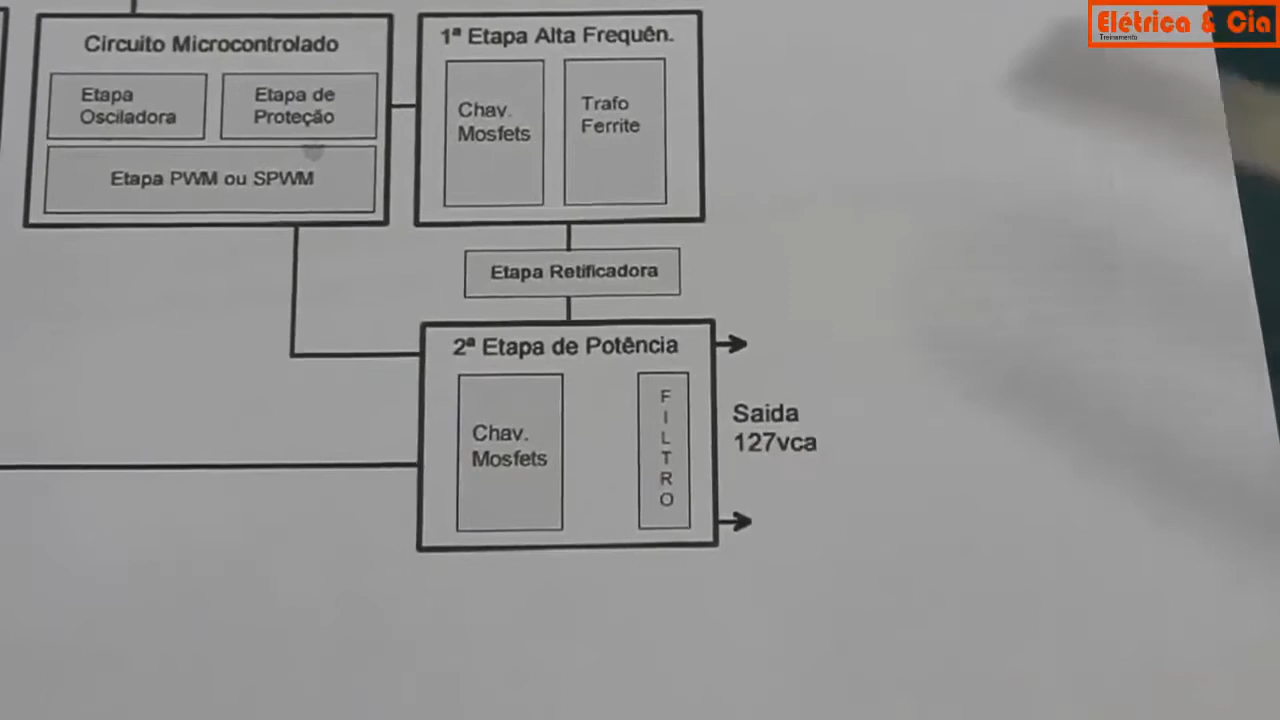 Elétrica & Cia
Treinamento
Circuito Microcontrolado
Etapa
Osciladora
Etapa de
Proteção
Etapa PWM ou SPWM
1ª Etapa Alta Frequên.
Chav.
Mosfets
Trafo
Ferrite
Etapa Retificadora
2ª Etapa de Potência
Chav.
Mosfets
F
I
L
T
R
O
Saida
127vca